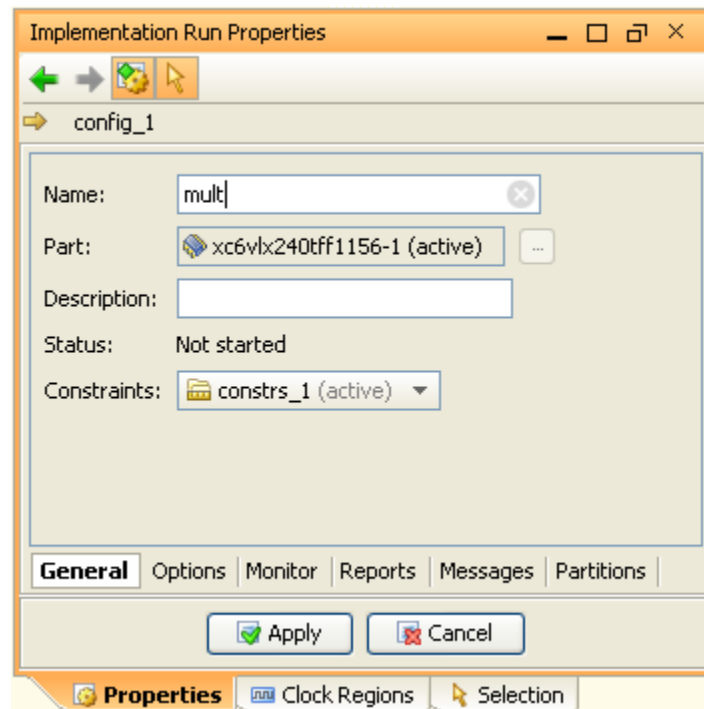 Implementation Run Properties
config_1
Name: mult
Part: xc6vlx240tff1156-1 (active) ...
Description:
Status: Not started
Constraints: constrs_1 (active)
General Options Monitor Reports Messages Partitions
Apply Cancel
Properties Clock Regions Selection